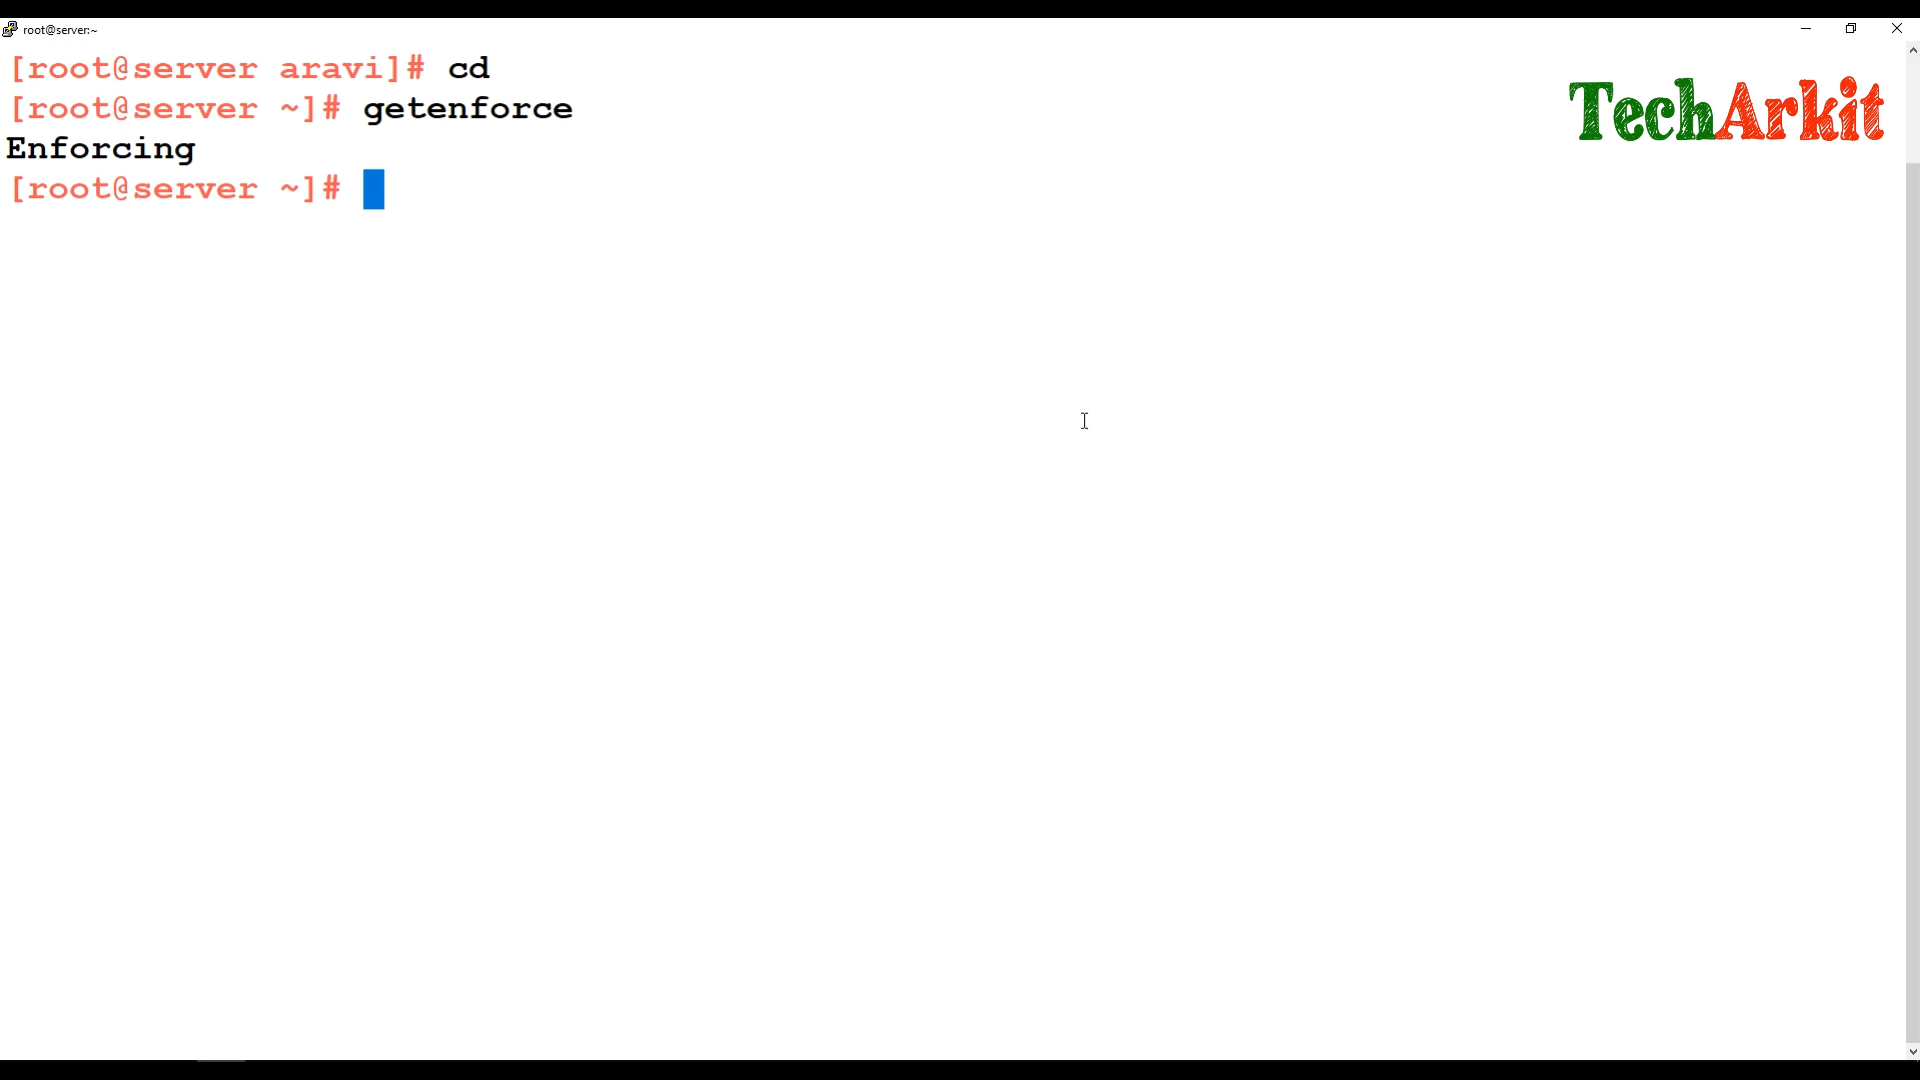 root@server:~
[root@server aravi]# cd
[root@server ~]# getenforce
Enforcing
[root@server ~]#
TechArkit